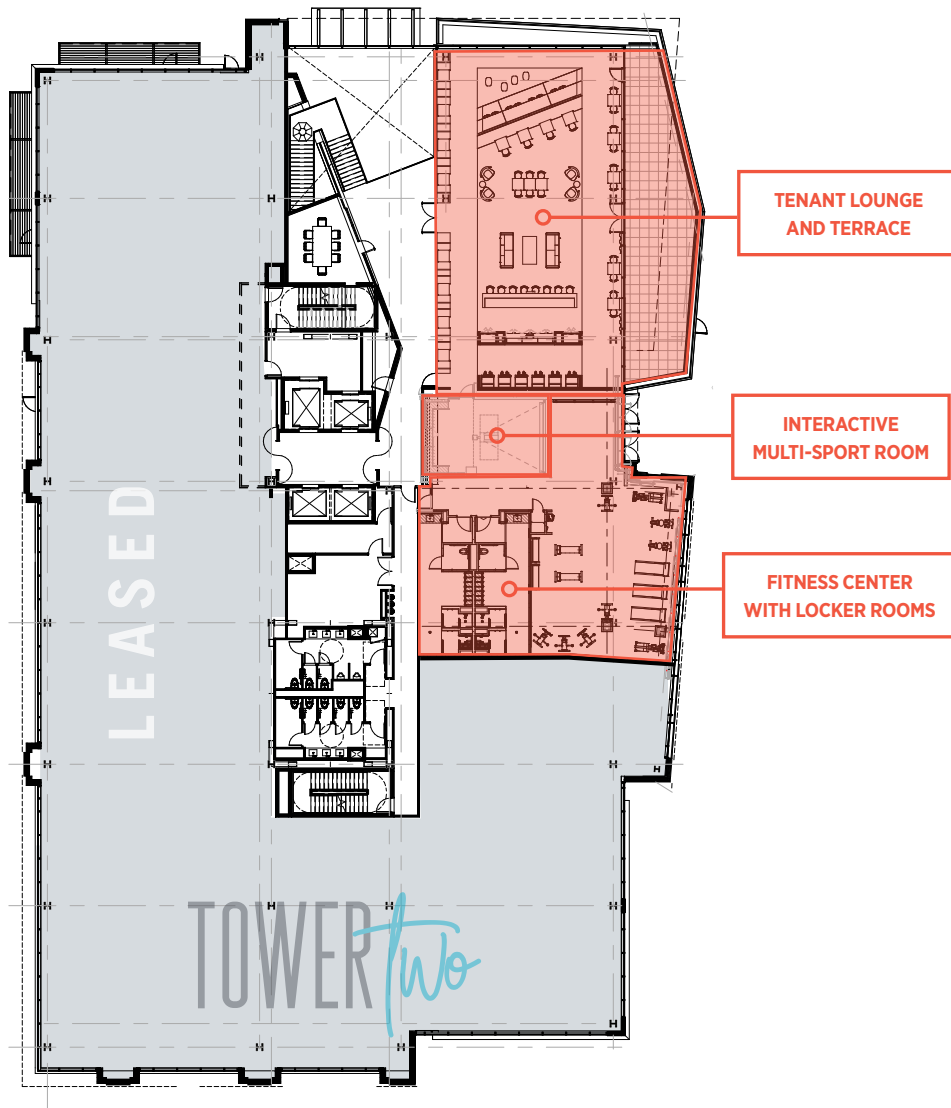 TENANT LOUNGE
AND TERRACE
INTERACTIVE
MULTI-SPORT ROOM
FITNESS CENTER
WITH LOCKER ROOMS
LEASED
TOWER two